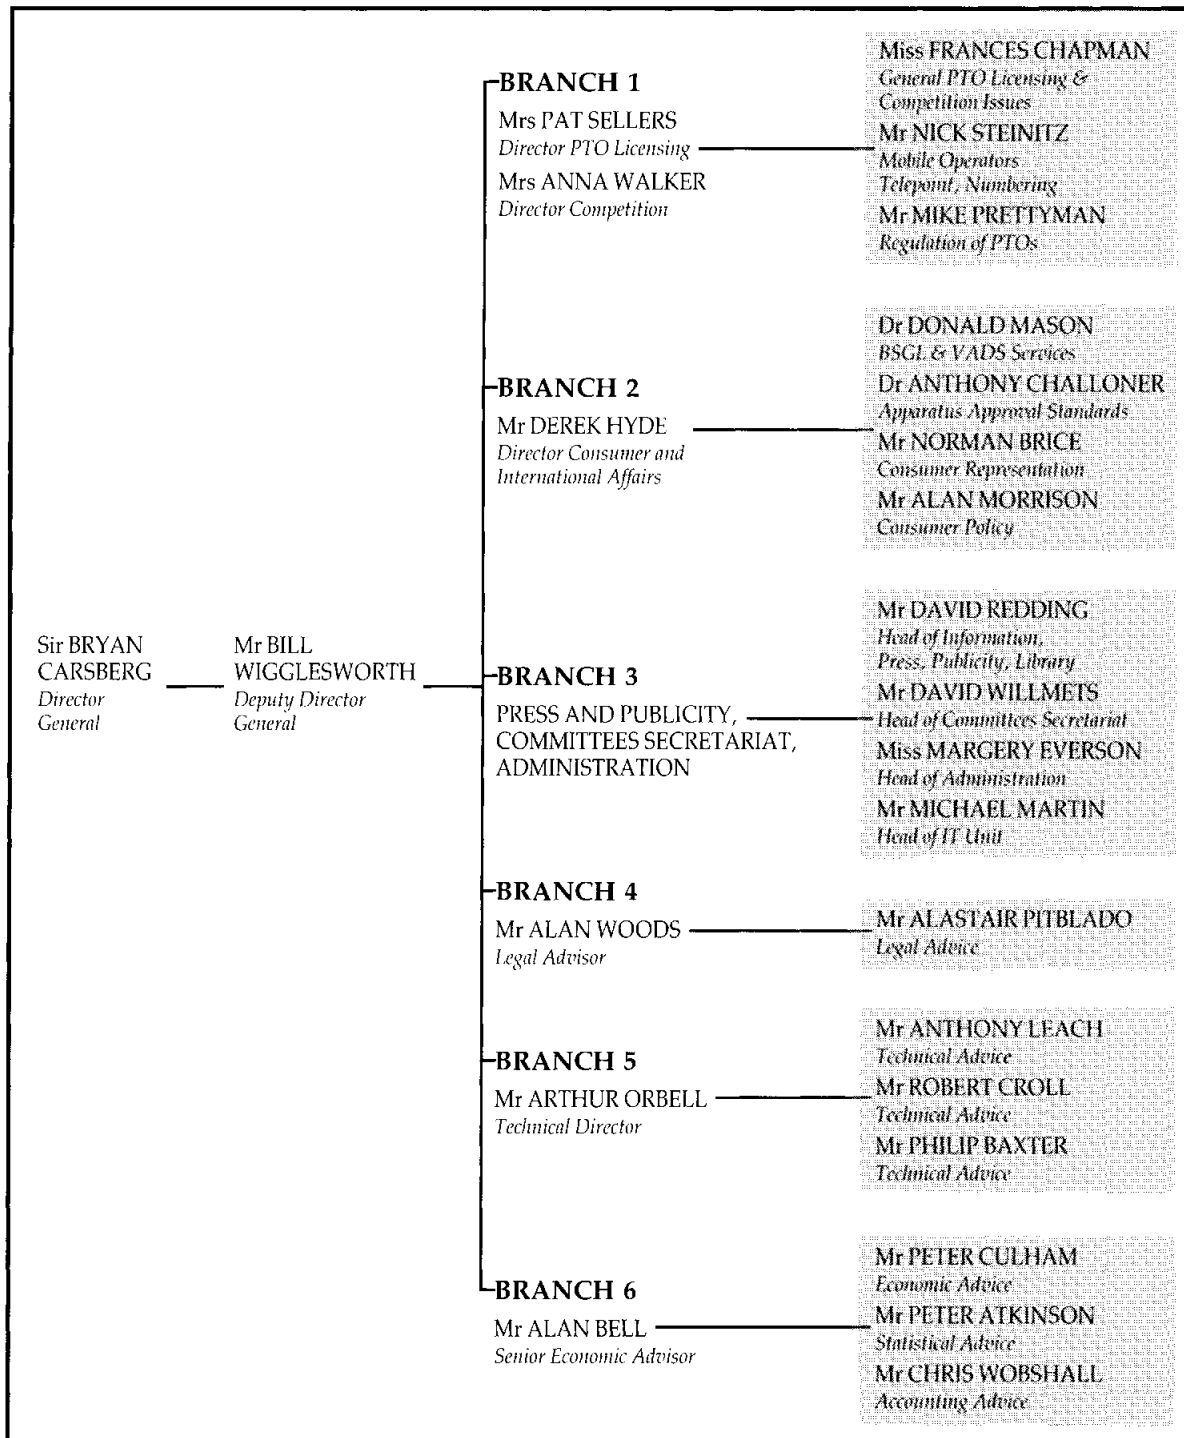 Sir BRYAN
CARSBERG
Director
General
Mr BILL
WIGGLESWORTH
Deputy Director
General
BRANCH 1
Mrs PAT SELLERS
Director PTO Licensing
Mrs ANNA WALKER
Director Competition
Miss FRANCES CHAPMAN
General PTO Licensing &
Competition Issues
Mr NICK STEINITZ
Mobile Operators
Telepoint, Numbering
Mr MIKE PRETTYMAN
Regulation of PTOs
BRANCH 2
Mr DEREK HYDE
Director Consumer and
International Affairs
Dr DONALD MASON
BSGL & VADS Services
Dr ANTHONY CHALLONER
Apparatus Approval Standards
Mr NORMAN BRICE
Consumer Representation
Mr ALAN MORRISON
Consumer Policy
BRANCH 3
PRESS AND PUBLICITY,
COMMITTEES SECRETARIAT,
ADMINISTRATION
Mr DAVID REDDING
Head of Information,
Press, Publicity, Library
Mr DAVID WILLMETS
Head of Committees Secretariat
Miss MARGERY EVERSON
Head of Administration
Mr MICHAEL MARTIN
Head of IT Unit
BRANCH 4
Mr ALAN WOODS
Legal Advisor
Mr ALASTAIR PITBLADO
Legal Advice
BRANCH 5
Mr ARTHUR ORBELL
Technical Director
Mr ANTHONY LEACH
Technical Advice
Mr ROBERT CROLL
Technical Advice
Mr PHILIP BAXTER
Technical Advice
BRANCH 6
Mr ALAN BELL
Senior Economic Advisor
Mr PETER CULHAM
Economic Advice
Mr PETER ATKINSON
Statistical Advice
Mr CHRIS WOBSHALL
Accounting Advice